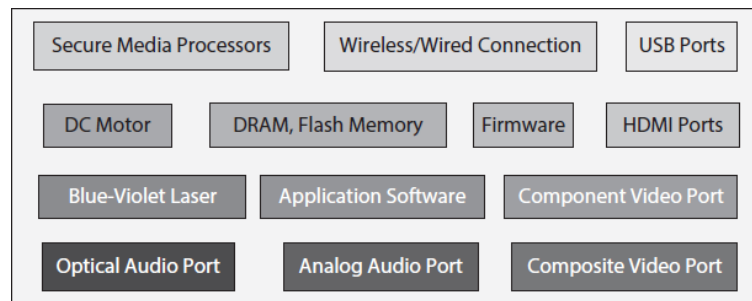 Secure Media Processors
Wireless/Wired Connection
USB Ports
DC Motor
DRAM, Flash Memory
Firmware
HDMI Ports
Blue-Violet Laser
Application Software
Component Video Port
Optical Audio Port
Analog Audio Port
Composite Video Port